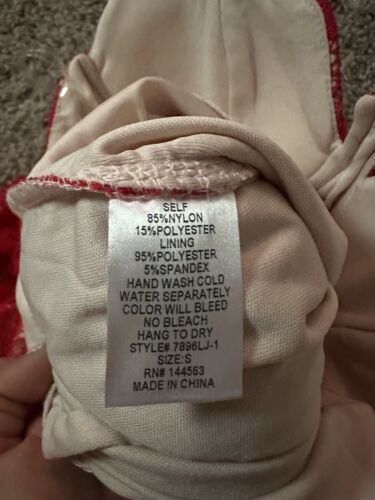 SELF
85%NYLON
15%POLYESTER
LINING
95%POLYESTER
5%SPANDEX
HAND WASH COLD
WATER SEPARATELY
COLOR WILL BLEED
NO BLEACH
HANG TO DRY
STYLE# 7896LJ-1
SIZE:S
RN# 144563
MADE IN CHINA